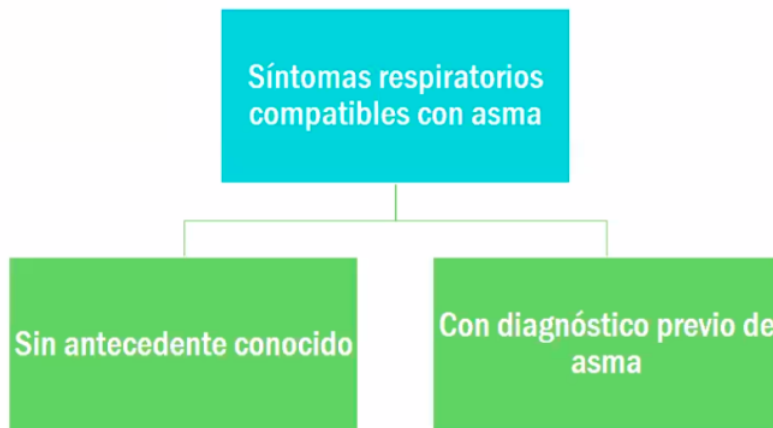 Síntomas respiratorios
compatibles con asma
Sin antecedente conocido
Con diagnóstico previo de
asma